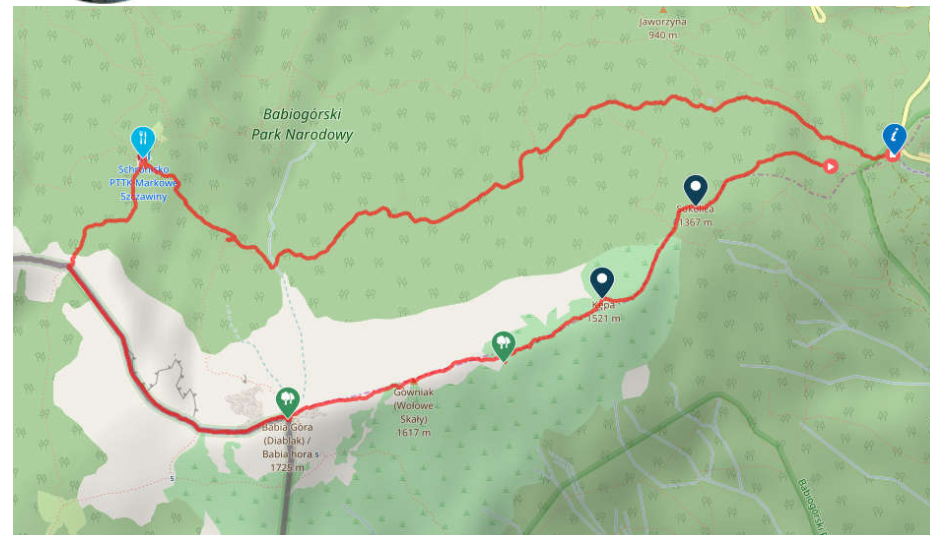 Jaworzyna
940 m
Babiogórski
Park Narodowy
Schronisko
PTTK Markowe
Szczawiny
Sokolica
1367 m
Kępa
1521 m
Gówniak
(Wołowe
Skały)
1617 m
Babia Góra
(Diablak) /
Babia hora
1725 m
s
s